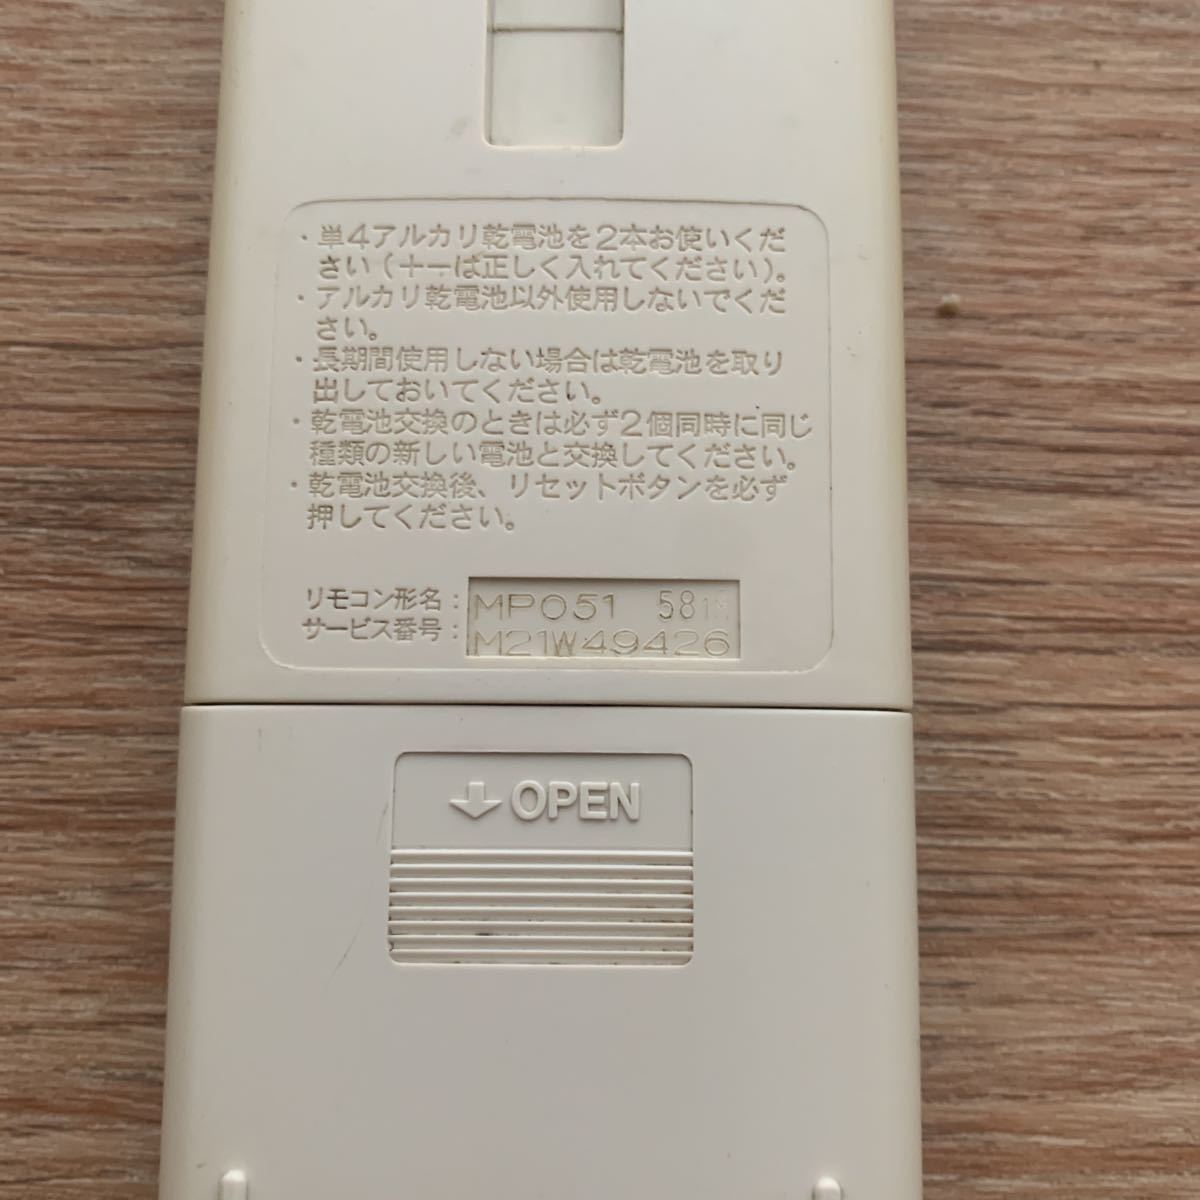 ・単4アルカリ乾電池を2本お使いくだ
さい(＋－は正しく入れてください)。
・アルカリ乾電池以外使用しないでくだ
さい。
・長期間使用しない場合は乾電池を取り
出しておいてください。
・乾電池交換のときは必ず2個同時に同じ
種類の新しい電池と交換してください。
・乾電池交換後、リセットボタンを必ず
押してください。
リモコン形名: MP051 581
サービス番号: M21W49426
OPEN